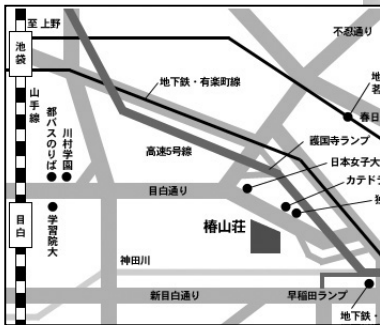 至 上野
池袋
山手線
都バスのりば
川村学園
地下鉄・有楽町線
高速5号線
不忍通り
地
若
春日
護国寺ランプ
日本女子大
カテドラ
独
目白通り
目白
学習院大
椿山荘
神田川
新目白通り
早稲田ランプ
地下鉄・